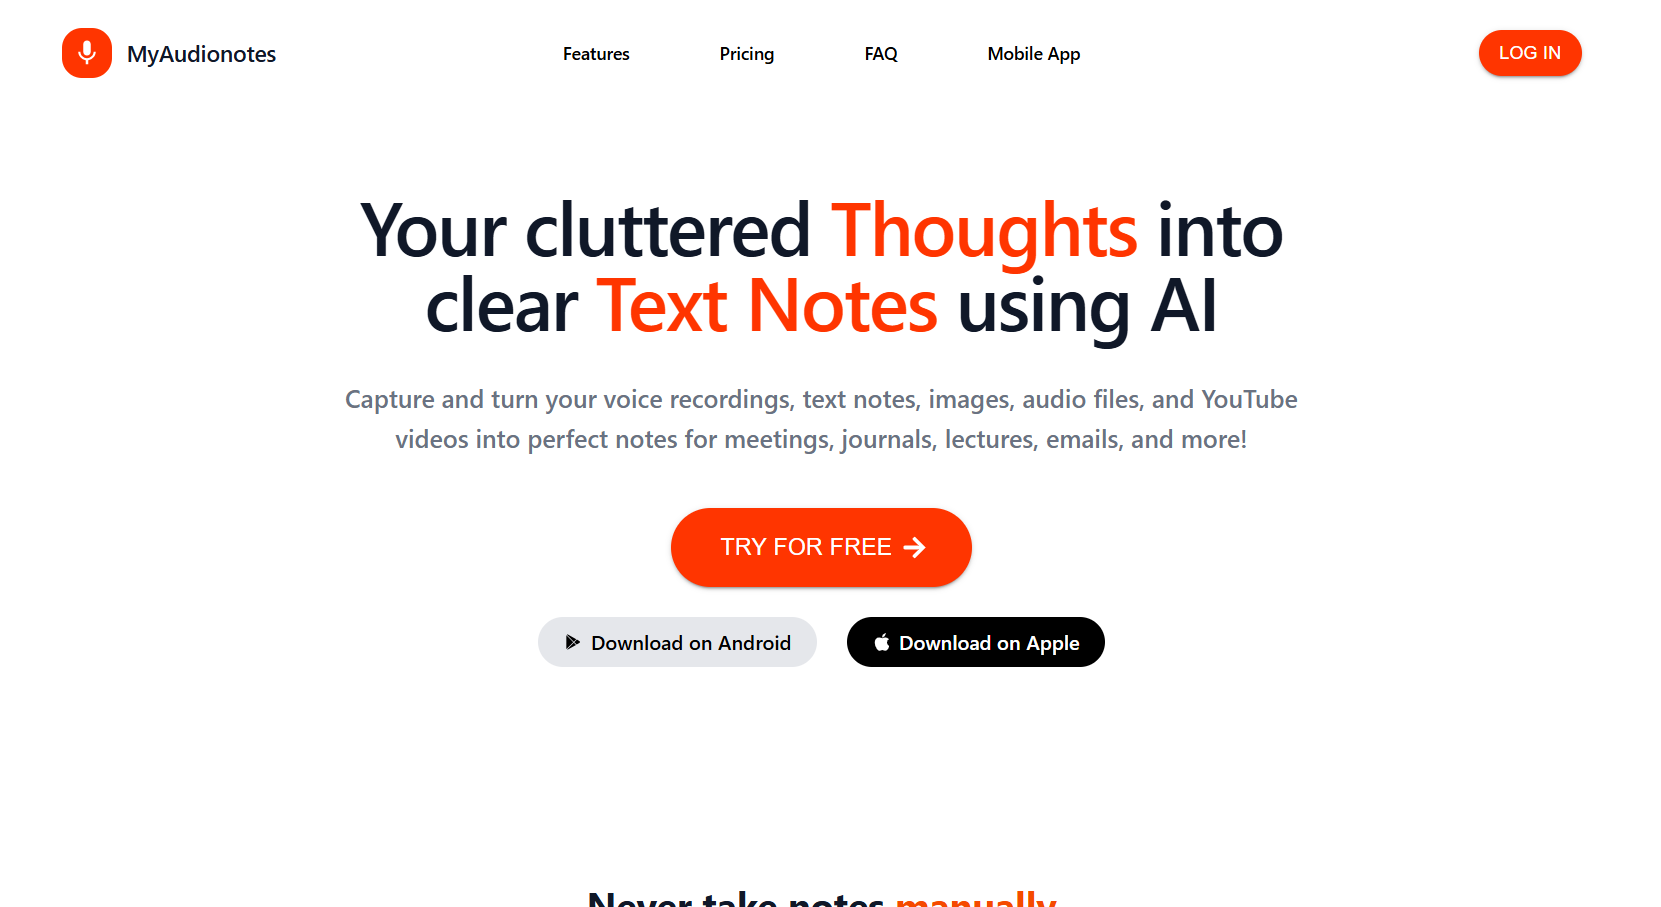 MyAudionotes
Features
Pricing
FAQ
Mobile App
LOG IN
Your cluttered Thoughts into
clear Text Notes using AI
Capture and turn your voice recordings, text notes, images, audio files, and YouTube
videos into perfect notes for meetings, journals, lectures, emails, and more!
TRY FOR FREE
Download on Android
Download on Apple
Never take notes manually